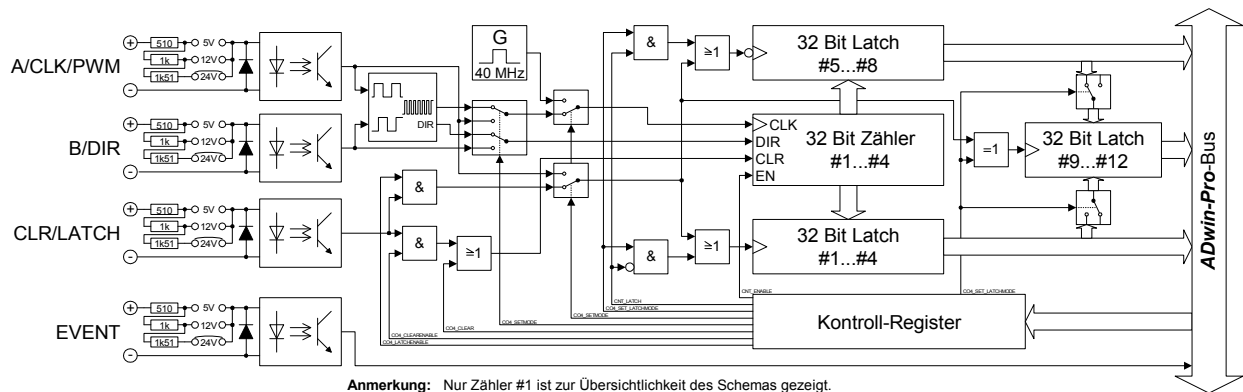 A/CLK/PWM
510
1k
1k51
5V
12V
24V
B/DIR
510
1k
1k51
5V
12V
24V
CLR/LATCH
510
1k
1k51
5V
12V
24V
EVENT
510
1k
1k51
5V
12V
24V
DIR
G
40 MHz
&
&
≥1
&
≥1
&
≥1
32 Bit Latch
#5...#8
CLK
DIR
CLR
EN
32 Bit Zähler
#1...#4
32 Bit Latch
#1...#4
=1
32 Bit Latch
#9...#12
CNT_ENABLE
CNT_LATCH
CO4_SET_LATCHMODE
CO4_SET_LATCHMODE
CO4_SETMODE
CO4_SETMODE
CO4_CLEAR
CO4_CLEARENABLE
CO4_LATCHENABLE
Kontroll-Register
ADwin-Pro-Bus
Anmerkung: Nur Zähler #1 ist zur Übersichtlichkeit des Schemas gezeigt.